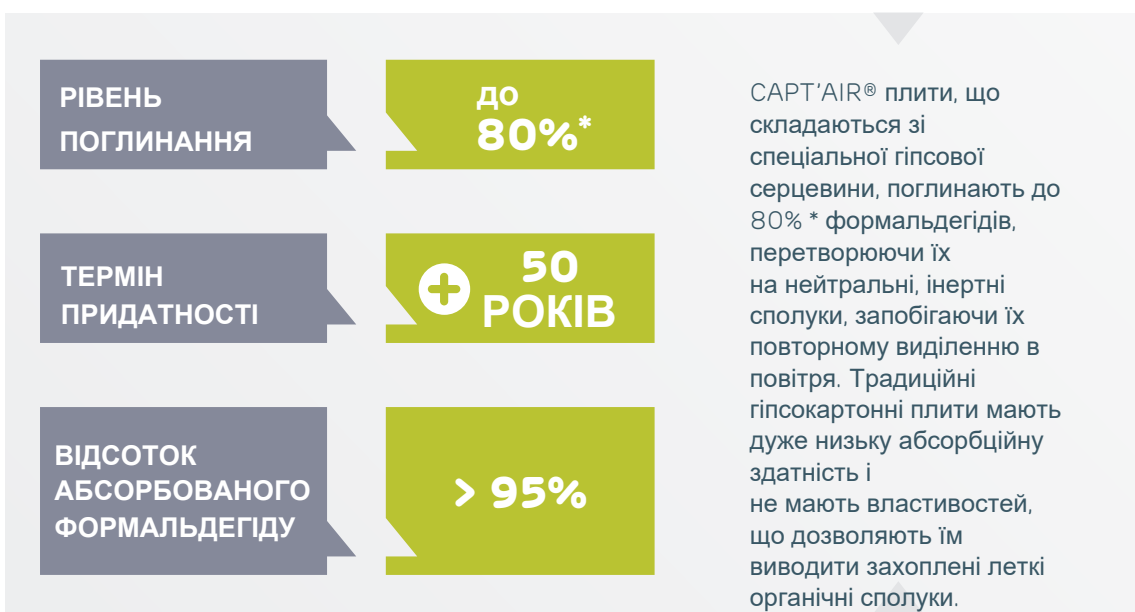 РІВЕНЬ
ПОГЛИНАННЯ
до
80%*
ТЕРМІН
ПРИДАТНОСТІ
+ 50
РОКІВ
ВІДСОТОК
АБСОРБОВАНОГО
ФОРМАЛЬДЕГІДУ
> 95%
CAPT’AIR® плити, що
складаються зі
спеціальної гіпсової
серцевини, поглинають до
80% * формальдегідів,
перетворюючи їх
на нейтральні, інертні
сполуки, запобігаючи їх
повторному виділенню в
повітря. Традиційні
гіпсокартонні плити мають
дуже низьку абсорбційну
здатність і
не мають властивостей,
що дозволяють їм
виводити захоплені леткі
органічні сполуки.